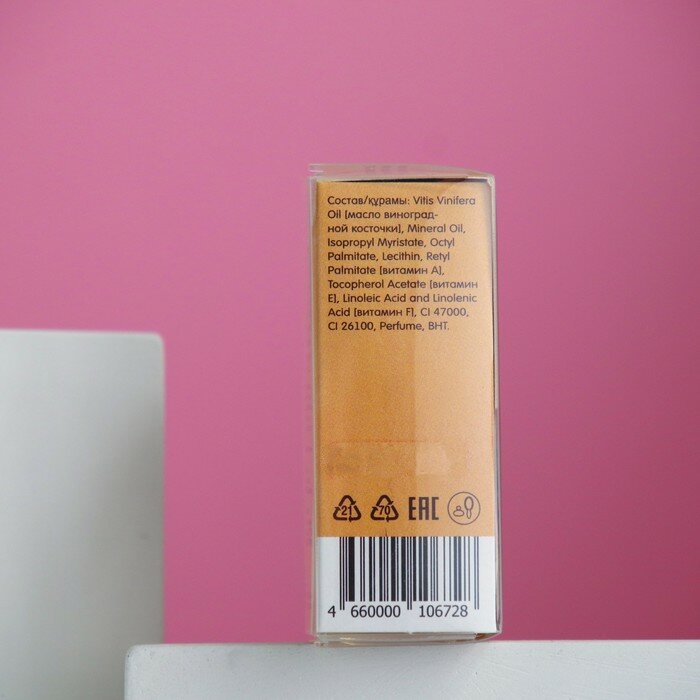 Состав/құрамы: Vitis Vinifera
Oil [масло виноград-
ной косточки], Mineral Oil,
Isopropyl Myristate, Octyl
Palmitate, Lecithin, Retyl
Palmitate [витамин А],
Tocopherol Acetate [витамин
Е], Linoleic Acid and Linolenic
Acid [витамин F], CI 47000,
CI 26100, Perfume, BHT.
21 70 EAC
4 660000 106728